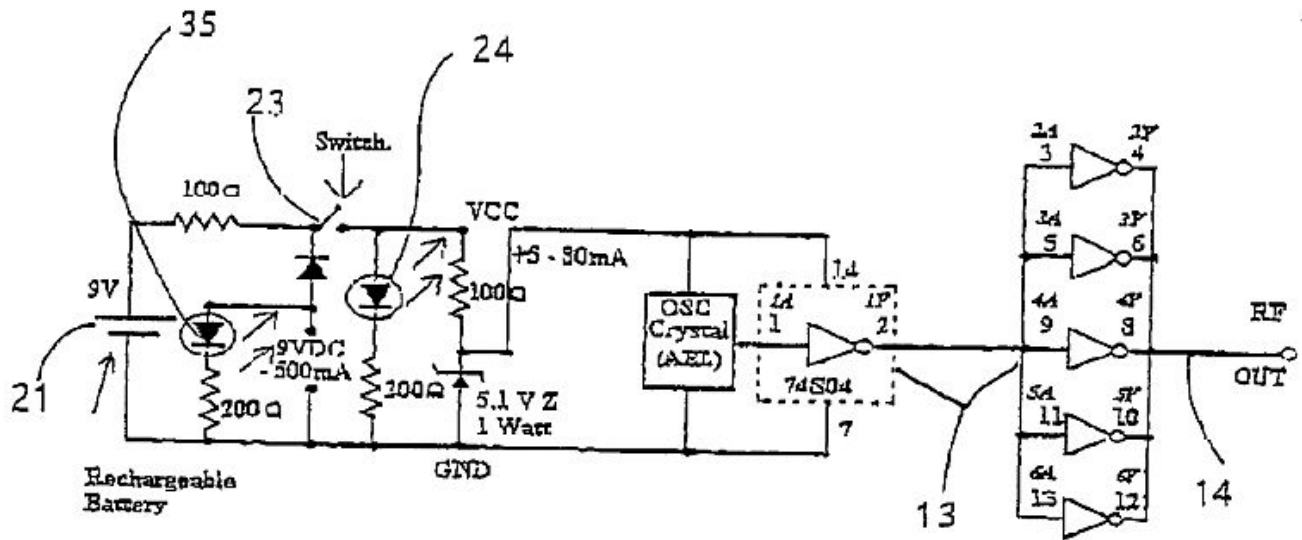 35
24
23
Switch.
100Ω
VCC
+5 - 80mA
14
9V
100Ω
OSC
Crystal
(AEL)
1A 1Y
1 2
74S04
7
9VDC
-500mA
200Ω
200Ω
5.1 V Z
1 Watt
21
GND
Rechargeable
Battery
2A 2Y
3 4
3A 3Y
5 6
4A 4Y
9 8
5A 5Y
11 10
6A 6Y
13 12
RF
OUT
13
14